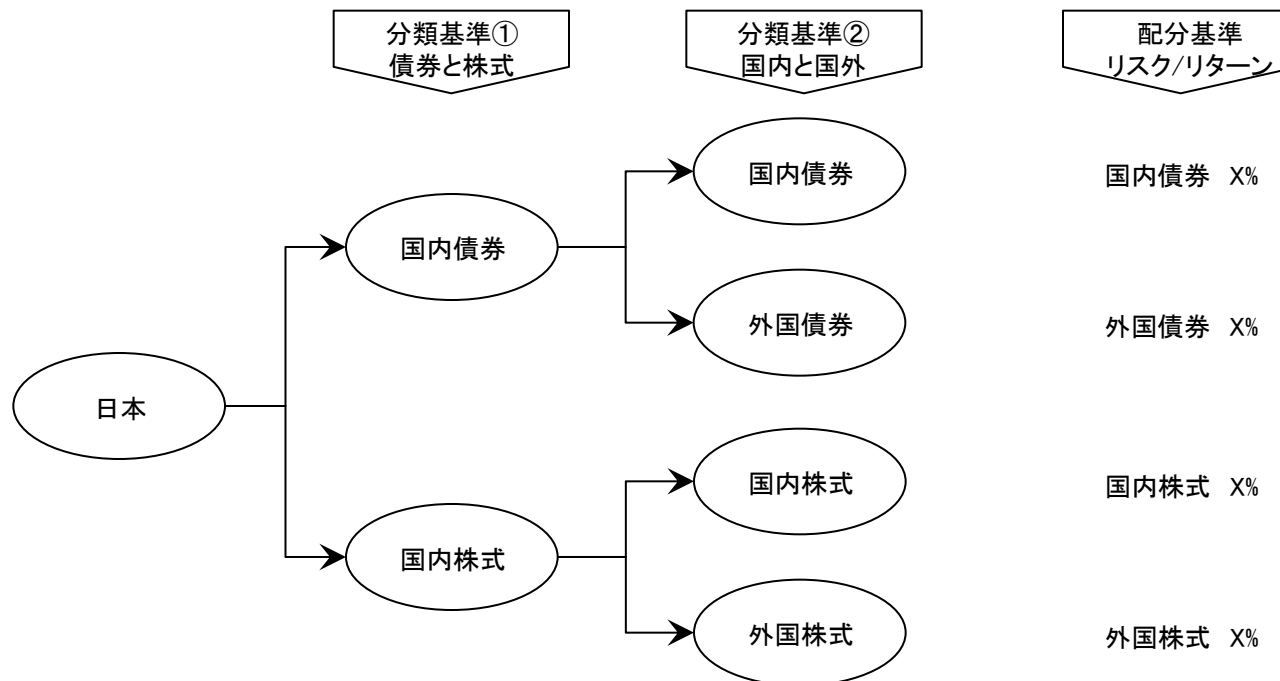 分類基準①
債券と株式
分類基準②
国内と国外
配分基準
リスク/リターン
国内債券
国内債券 X%
国内債券
外国債券
外国債券 X%
日本
国内株式
国内株式 X%
国内株式
外国株式
外国株式 X%